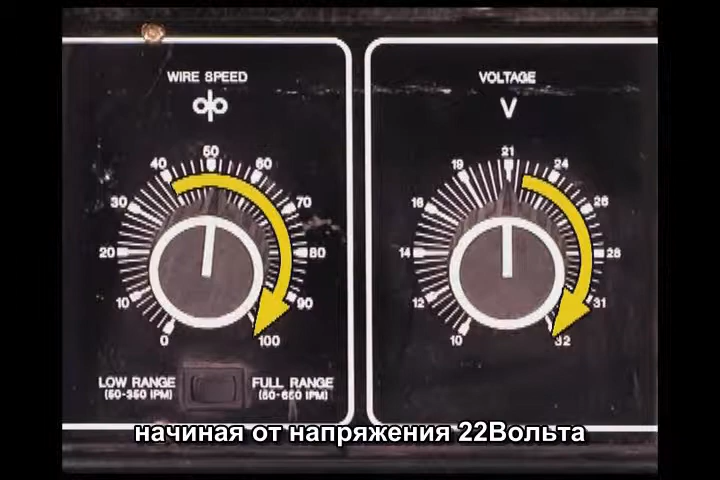 WIRE SPEED
0
10
20
30
40
50
60
70
80
90
100
LOW RANGE
(50-350 IPM)
FULL RANGE
(50-650 IPM)
VOLTAGE
V
10
12
14
16
19
21
24
26
28
31
32
начиная от напряжения 22Вольта